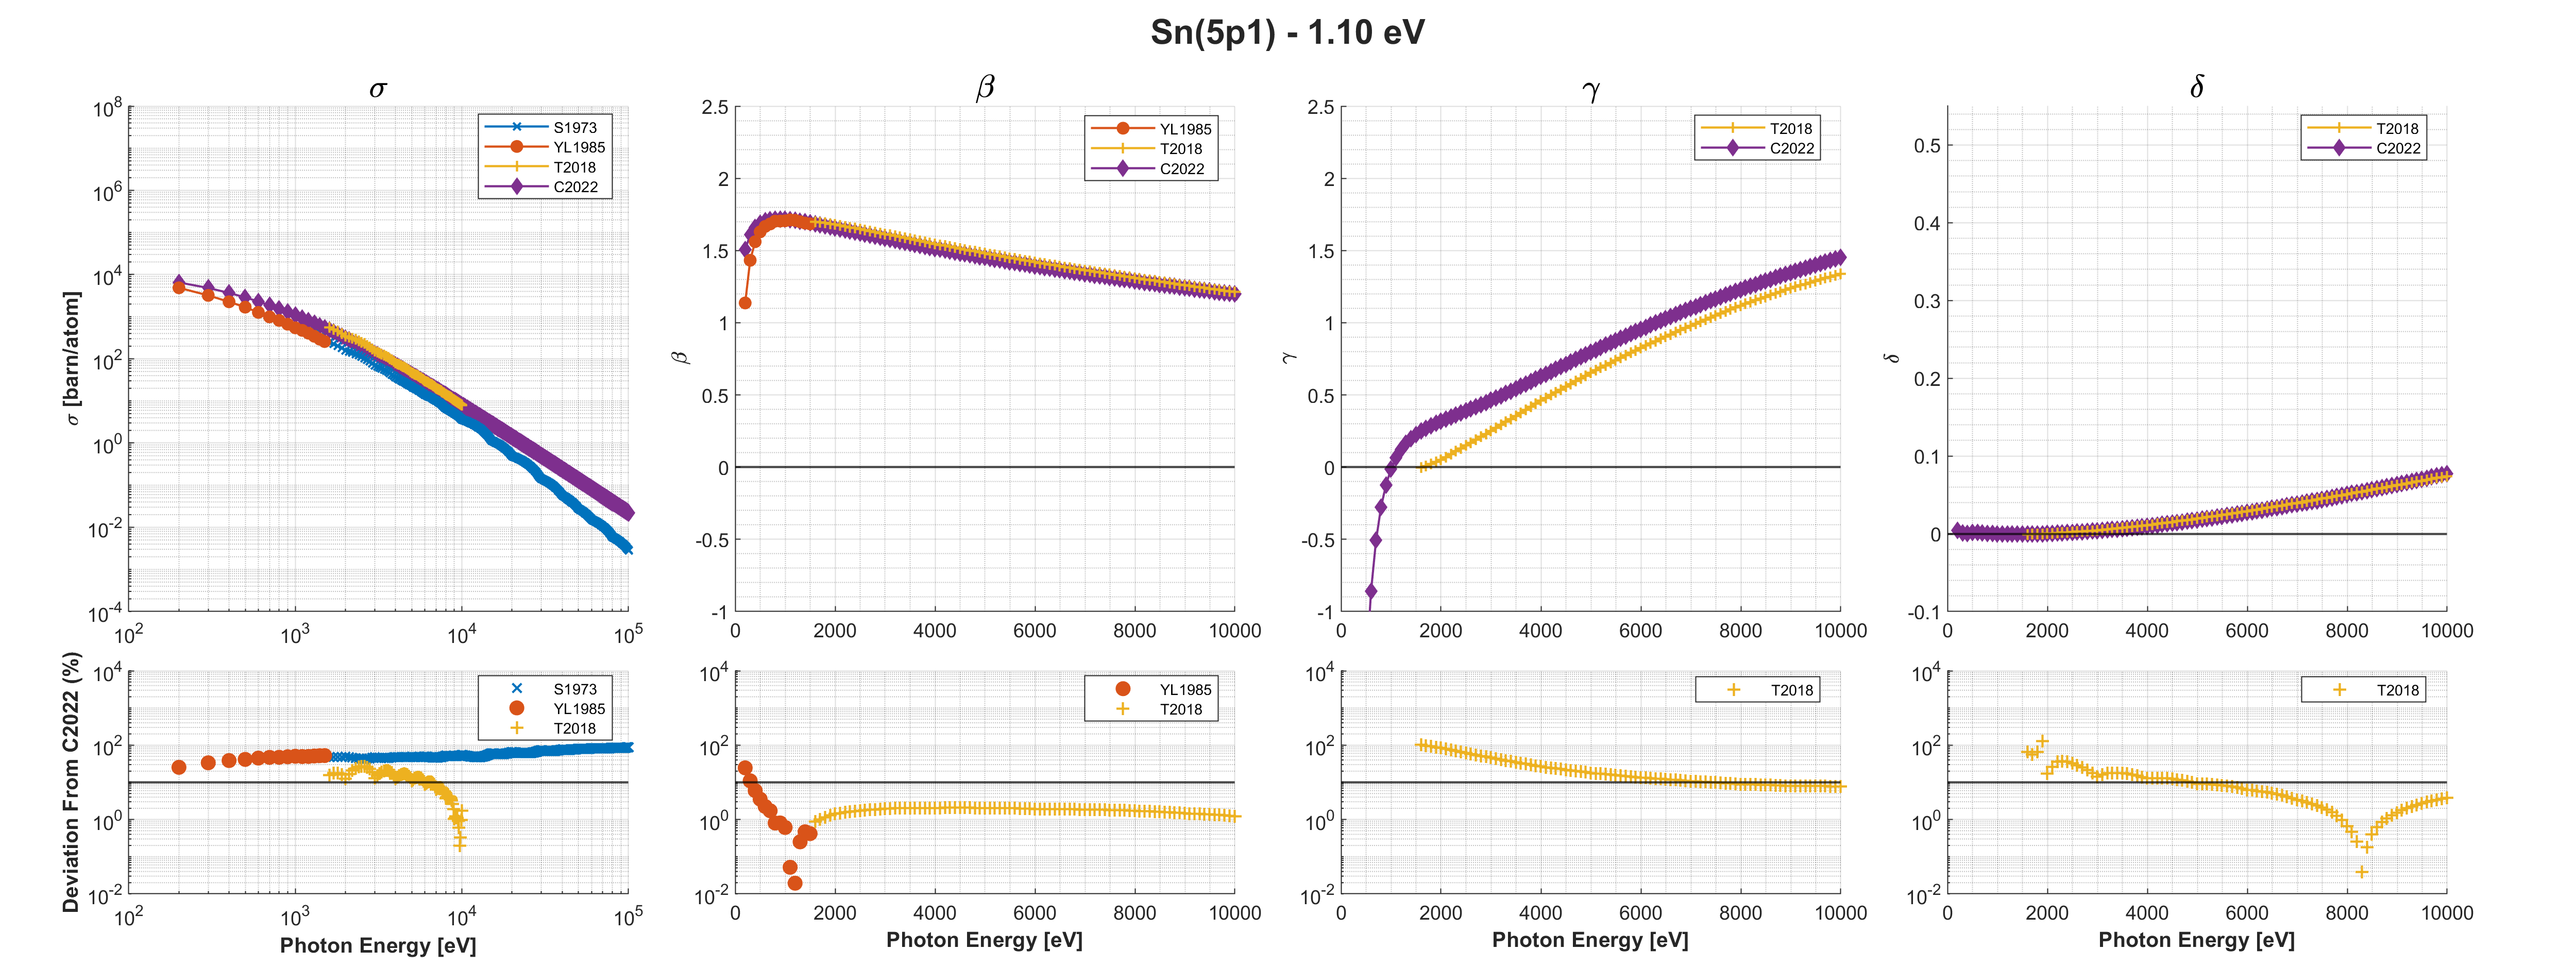 Sn(5p1) - 1.10 eV
σ
σ [barn/atom]
10^8
10^6
10^4
10^2
10^0
10^-2
10^-4
10^2
10^3
10^4
10^5
S1973
YL1985
T2018
C2022
β
β
2.5
2
1.5
1
0.5
0
-0.5
-1
0
2000
4000
6000
8000
10000
YL1985
T2018
C2022
γ
γ
2.5
2
1.5
1
0.5
0
-0.5
-1
0
2000
4000
6000
8000
10000
T2018
C2022
δ
δ
0.5
0.4
0.3
0.2
0.1
0
-0.1
0
2000
4000
6000
8000
10000
T2018
C2022
Deviation From C2022 (%)
10^4
10^2
10^0
10^-2
10^2
10^3
10^4
10^5
Photon Energy [eV]
S1973
YL1985
T2018
10^4
10^2
10^0
10^-2
0
2000
4000
6000
8000
10000
Photon Energy [eV]
YL1985
T2018
10^4
10^2
10^0
10^-2
0
2000
4000
6000
8000
10000
Photon Energy [eV]
T2018
10^4
10^2
10^0
10^-2
0
2000
4000
6000
8000
10000
Photon Energy [eV]
T2018